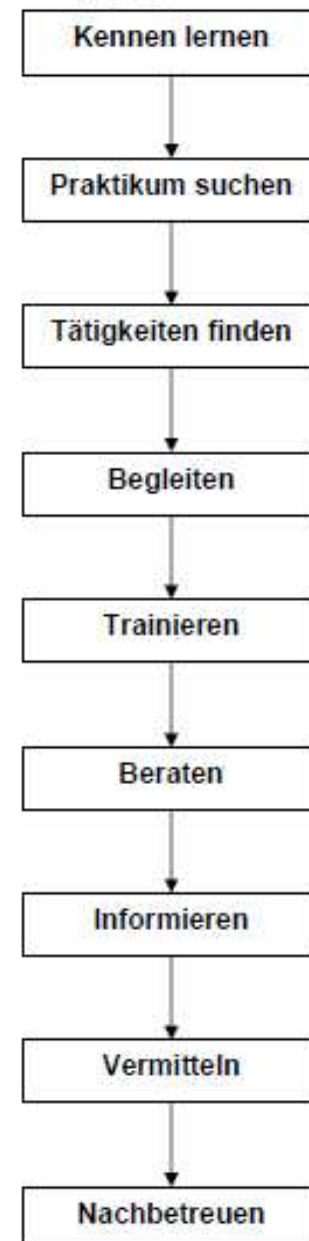 Kennen lernen
Praktikum suchen
Tätigkeiten finden
Begleiten
Trainieren
Beraten
Informieren
Vermitteln
Nachbetreuen